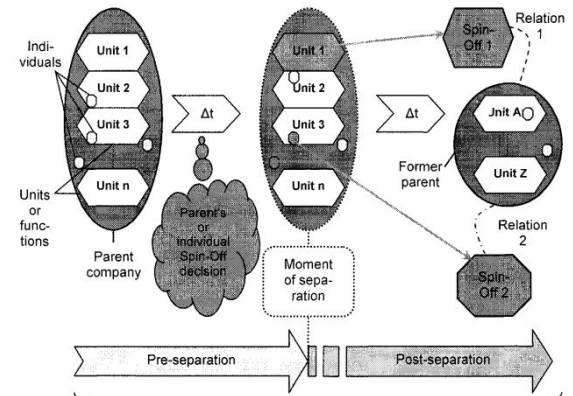 Indi-
viduals
Units
or
func-
tions
Unit 1
Unit 2
Unit 3
Unit n
Parent
company
Δt
Parent's
or
individual
Spin-Off
decision
Unit 1
Unit 2
Unit 3
Unit n
Moment
of sepa-
ration
Δt
Spin-
Off 1
Relation
1
Unit A
Unit Z
Former
parent
Relation
2
Spin-
Off 2
Pre-separation
Post-separation